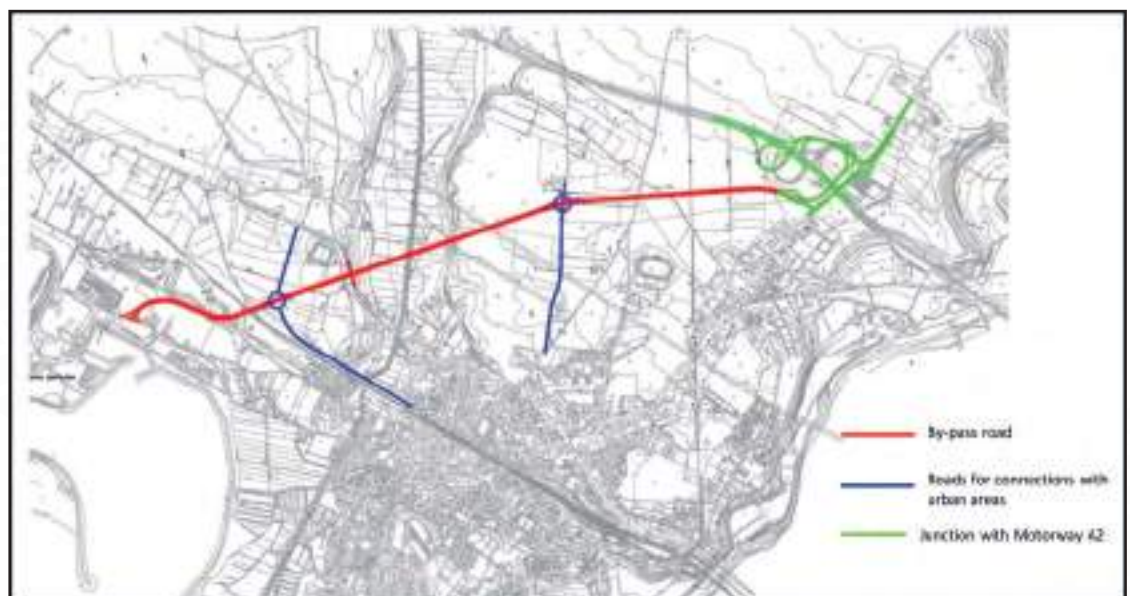 By-pass road
Roads for connections with
urban areas
Junction with Motorway A2